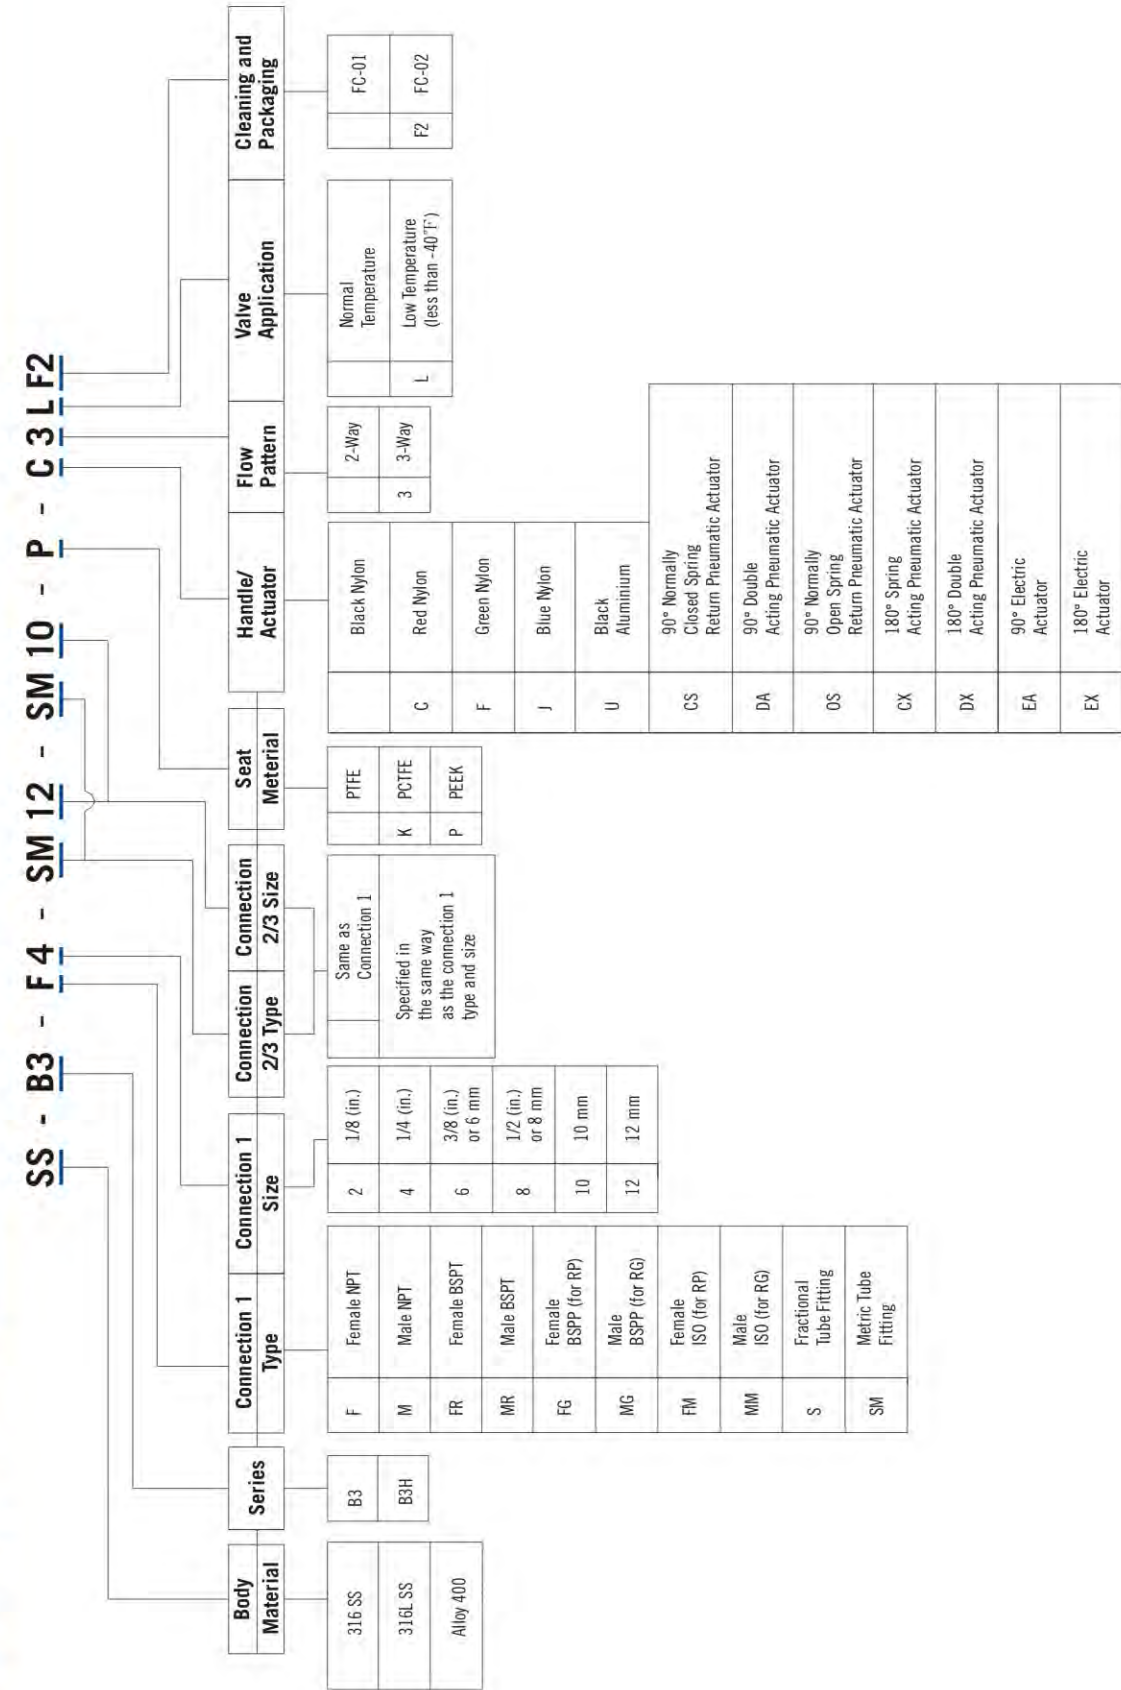 SS - B3 - F 4 - SM 12 - SM 10 - P - C 3 L F2
Body
Material
316 SS
316L SS
Alloy 400
Series
B3
B3H
Connection 1
Type
F Female NPT
M Male NPT
FR Female BSPT
MR Male BSPT
FG Female
BSPP (for RP)
MG Male
BSPP (for RG)
FM Female
ISO (for RP)
MM Male
ISO (for RG)
S Fractional
Tube Fitting
SM Metric Tube
Fitting
Connection 1
Size
2 1/8 (in.)
4 1/4 (in.)
6 3/8 (in.)
or 6 mm
8 1/2 (in.)
or 8 mm
10 10 mm
12 12 mm
Connection
2/3 Type
Connection
2/3 Size
Same as
Connection 1
Specified in
the same way
as the connection 1
type and size
Seat
Meterial
PTFE
K PCTFE
P PEEK
Handle/
Actuator
Black Nylon
C Red Nylon
F Green Nylon
J Blue Nylon
U Black
Aluminium
CS 90° Normally
Closed Spring
Return Pneumatic Actuator
DA 90° Double
Acting Pneumatic Actuator
OS 90° Normally
Open Spring
Return Pneumatic Actuator
CX 180° Spring
Acting Pneumatic Actuator
DX 180° Double
Acting Pneumatic Actuator
EA 90° Electric
Actuator
EX 180° Electric
Actuator
Flow
Pattern
2-Way
3 3-Way
Valve
Application
Normal
Temperature
L Low Temperature
(less than -40°F)
Cleaning and
Packaging
FC-01
F2 FC-02